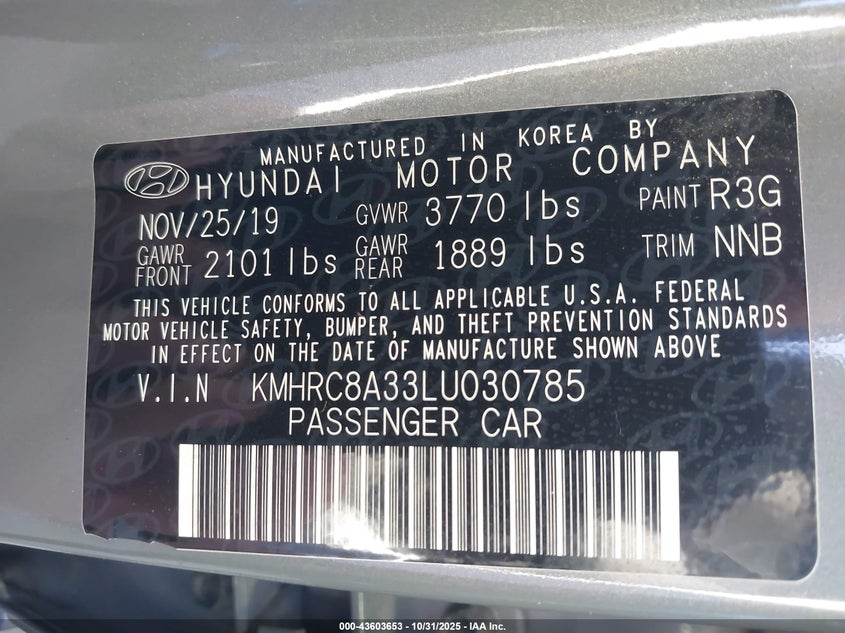 MANUFACTURED IN KOREA BY
HYUNDAI MOTOR COMPANY
NOV/25/19 GVWR 3770 lbs PAINT R3G
GAWR FRONT 2101 lbs GAWR REAR 1889 lbs TRIM NNB
THIS VEHICLE CONFORMS TO ALL APPLICABLE U.S.A. FEDERAL
MOTOR VEHICLE SAFETY, BUMPER, AND THEFT PREVENTION STANDARDS
IN EFFECT ON THE DATE OF MANUFACTURE SHOWN ABOVE
V.I.N KMHRC8A33LU030785
PASSENGER CAR
000-43603653 - 10/31/2025 - IAA Inc.